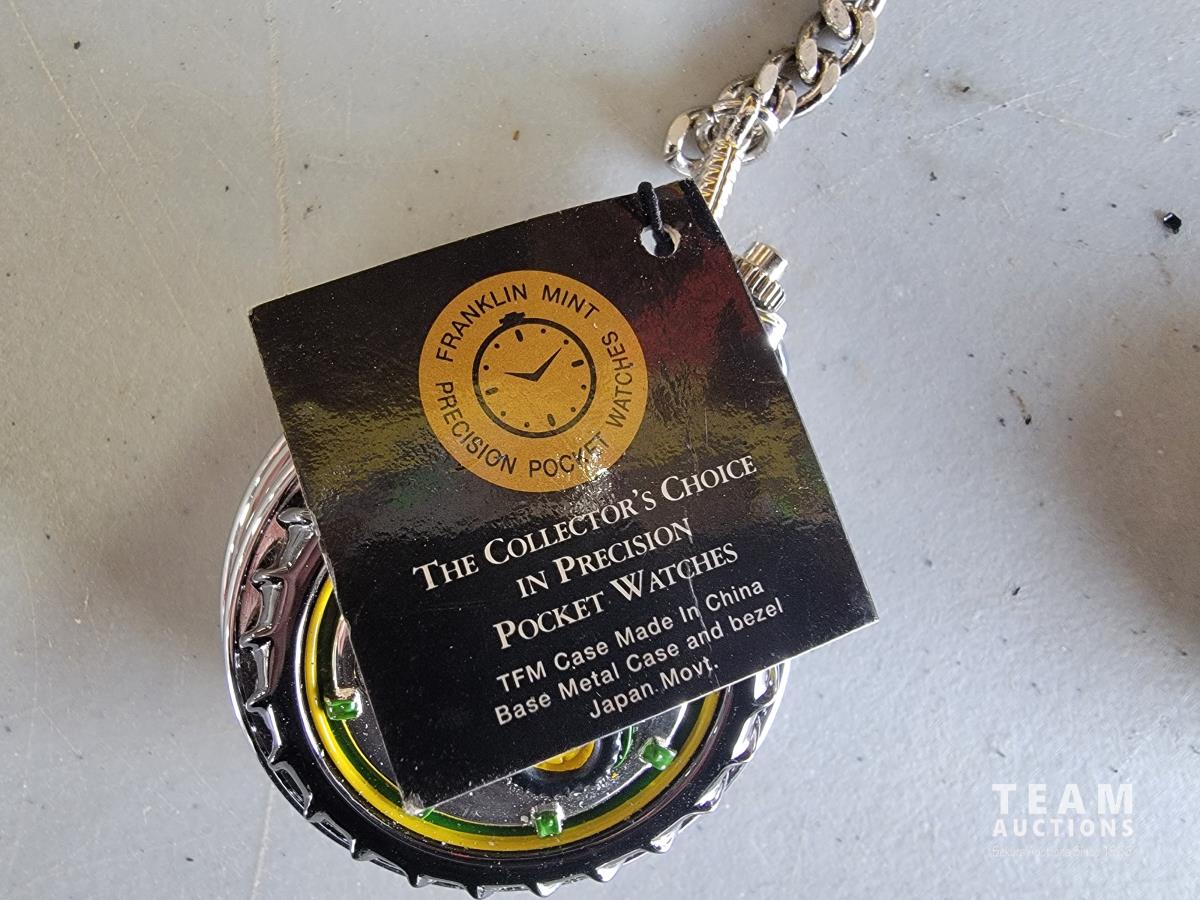 FRANKLIN MINT
PRECISION POCKET WATCHES
THE COLLECTOR'S CHOICE
IN PRECISION
POCKET WATCHES
TFM Case Made In China
Base Metal Case and bezel
Japan Movt.
TEAM
AUCTIONS